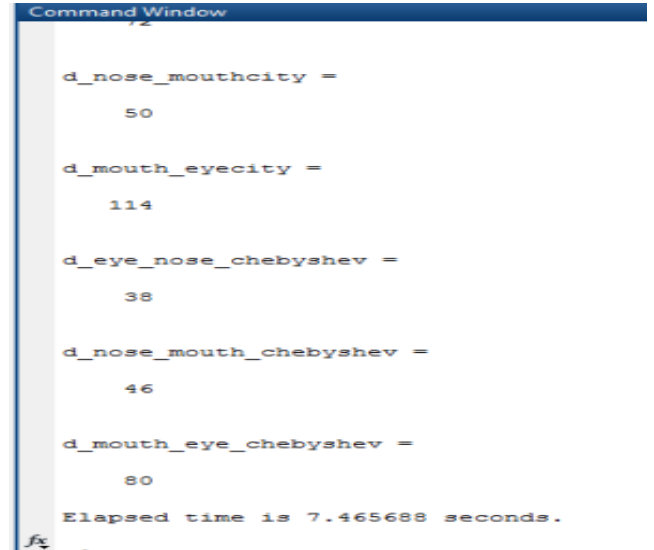 Command Window
72
d_nose_mouthcity =
50
d_mouth_eyecity =
114
d_eye_nose_chebyshev =
38
d_nose_mouth_chebyshev =
46
d_mouth_eye_chebyshev =
80
Elapsed time is 7.465688 seconds.
fx